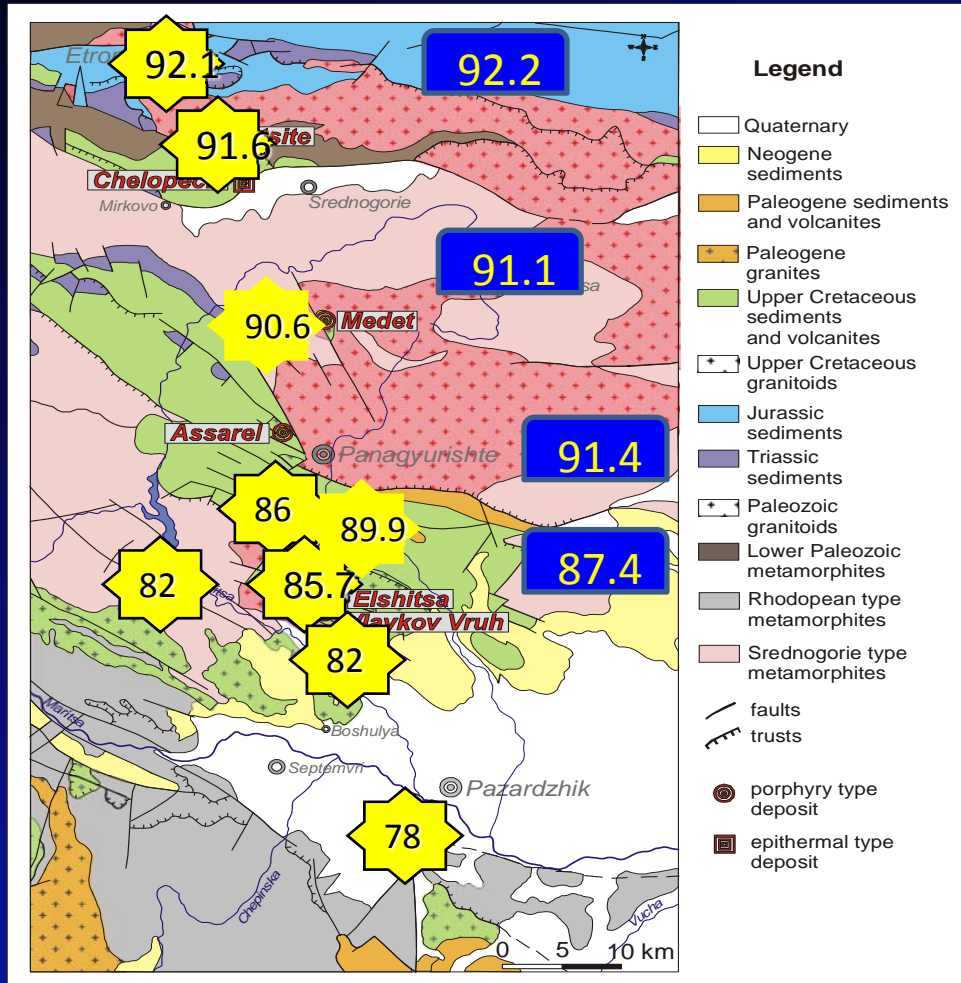 Etro
92.1
92.2
91.6
site
Chelopech
Mirkovo
Srednogorie
91.1
sa
90.6
Medet
Assarel
Panagyurishte
91.4
86
89.9
87.4
82
85.7
tsa
Elshitsa
Vlaykov Vruh
82
Maritsa
Boshulya
Septemvri
Pazardzhik
78
Chepinska
Vucha
0 5 10 km
Legend
Quaternary
Neogene
sediments
Paleogene sediments
and volcanites
Paleogene
granites
Upper Cretaceous
sediments
and volcanites
Upper Cretaceous
granitoids
Jurassic
sediments
Triassic
sediments
Paleozoic
granitoids
Lower Paleozoic
metamorphites
Rhodopean type
metamorphites
Srednogorie type
metamorphites
faults
trusts
porphyry type
deposit
epithermal type
deposit